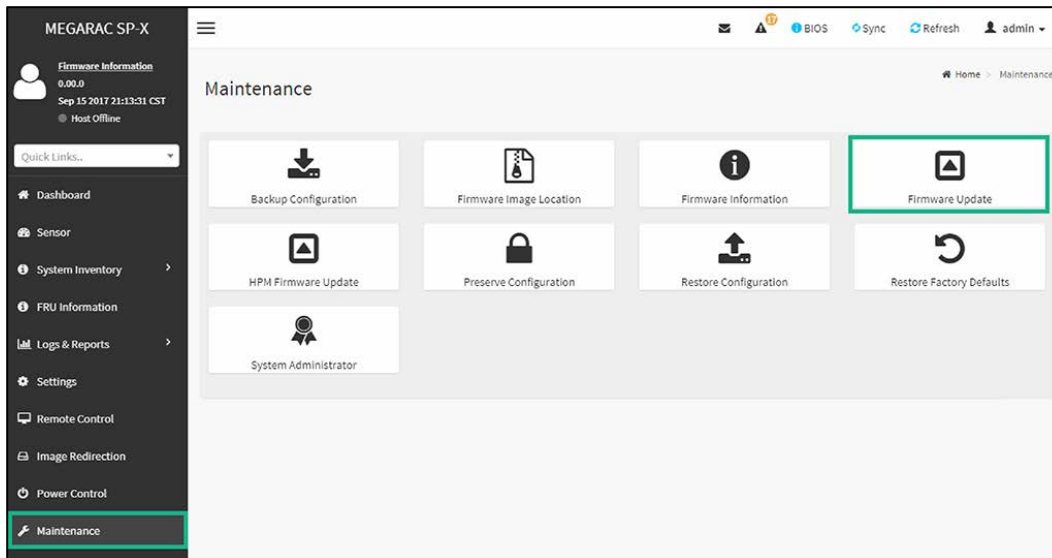 MEGARAC SP-X
Firmware Information
0.00.0
Sep 15 2017 21:13:31 CST
Host Offline
Quick Links..
Dashboard
Sensor
System Inventory
FRU Information
Logs & Reports
Settings
Remote Control
Image Redirection
Power Control
Maintenance
17
BIOS
Sync
Refresh
admin
Maintenance
Home > Maintenance
Backup Configuration
Firmware Image Location
Firmware Information
Firmware Update
HPM Firmware Update
Preserve Configuration
Restore Configuration
Restore Factory Defaults
System Administrator